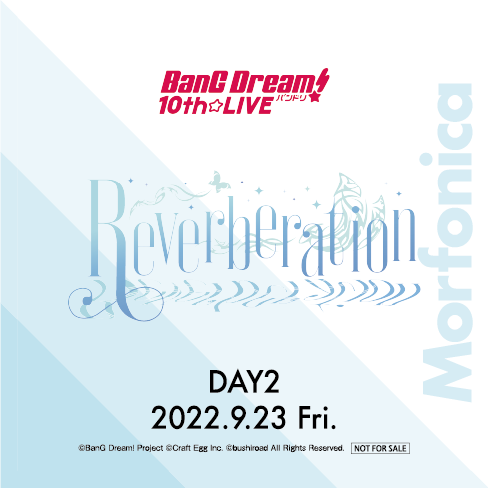 BanG Dream!
バンドリ
10th☆LIVE
Reverberation
Morfonica
DAY2
2022.9.23 Fri.
©BanG Dream! Project ©Craft Egg Inc. ©bushiroad All Rights Reserved. NOT FOR SALE